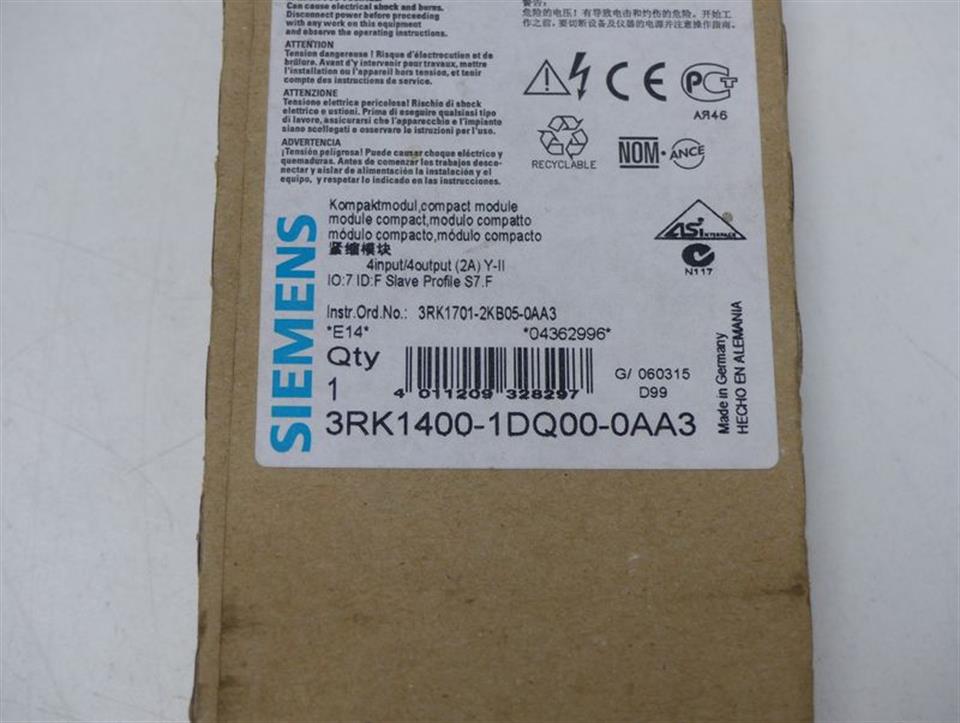 Can cause electrical shock and burns.
Disconnect power before proceeding
with any work on this equipment
and observe the operating instructions.
ATTENTION
Tension dangereuse ! Risque d'électrocution et de
brûlure. Avant d'y intervenir pour travaux, mettre
l'installation ou l'appareil hors tension, et tenir
compte des instructions de service.
ATTENZIONE
Tensione elettrica pericolosa! Rischio di shock
elettrico e ustioni. Prima di eseguire qualsiasi tipo
di lavoro, assicurarsi che l'apparecchio e l'impianto
siano scollegati e osservare lo istruzioni per l'uso.
ADVERTENCIA
¡Tensión peligrosa! Puede causar choque eléctrico y
quemaduras. Antes de comenzar los trabajos desco-
nectar y aislar de alimentación la instalación y el
equipo, y respetar lo indicado en las instrucciones.
警告:
危险的电压! 有导致电击和灼伤的危险。开始工
作之前,要切断设备及仪器的电源并注意操作指南。
CE
РСТ
АЯ46
RECYCLABLE
NOM-ANCE
SIEMENS
Kompaktmodul,compact module
module compact,modulo compatto
módulo compacto,módulo compacto
紧缩模块
4input/4output (2A) Y-II
IO:7 ID:F Slave Profile S7.F
ASi INTERFACE
N117
Instr.Ord.No.: 3RK1701-2KB05-0AA3
*E14* *04362996*
Qty
1
4 011209 328297
G/ 060315
D99
3RK1400-1DQ00-0AA3
Made in Germany
HECHO EN ALEMANIA